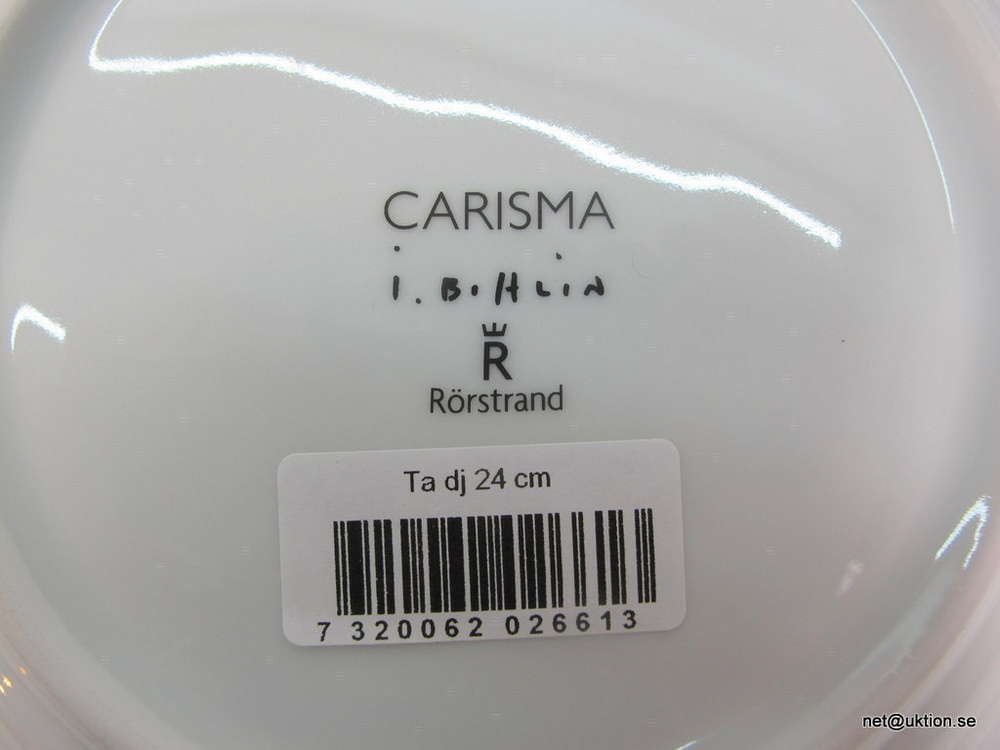 CARISMA
i. BOHLiN
R
Rörstrand
Ta dj 24 cm
7 320062 026613
net@uktion.se